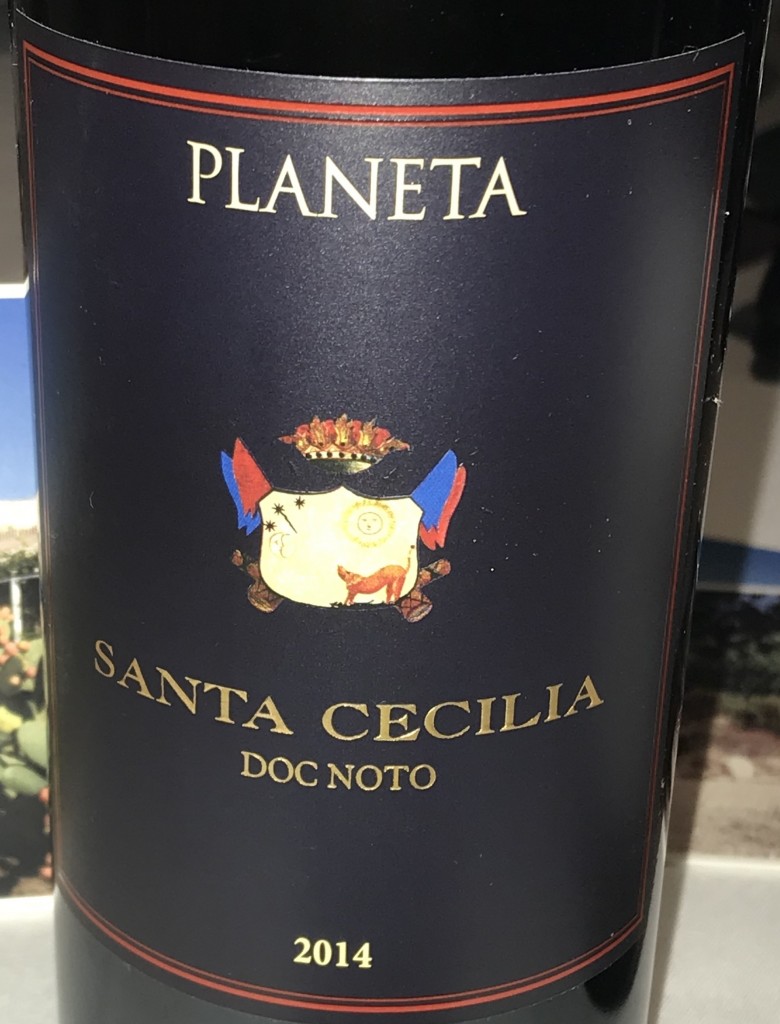 PLANETA
SANTA CECILIA
DOC NOTO
2014